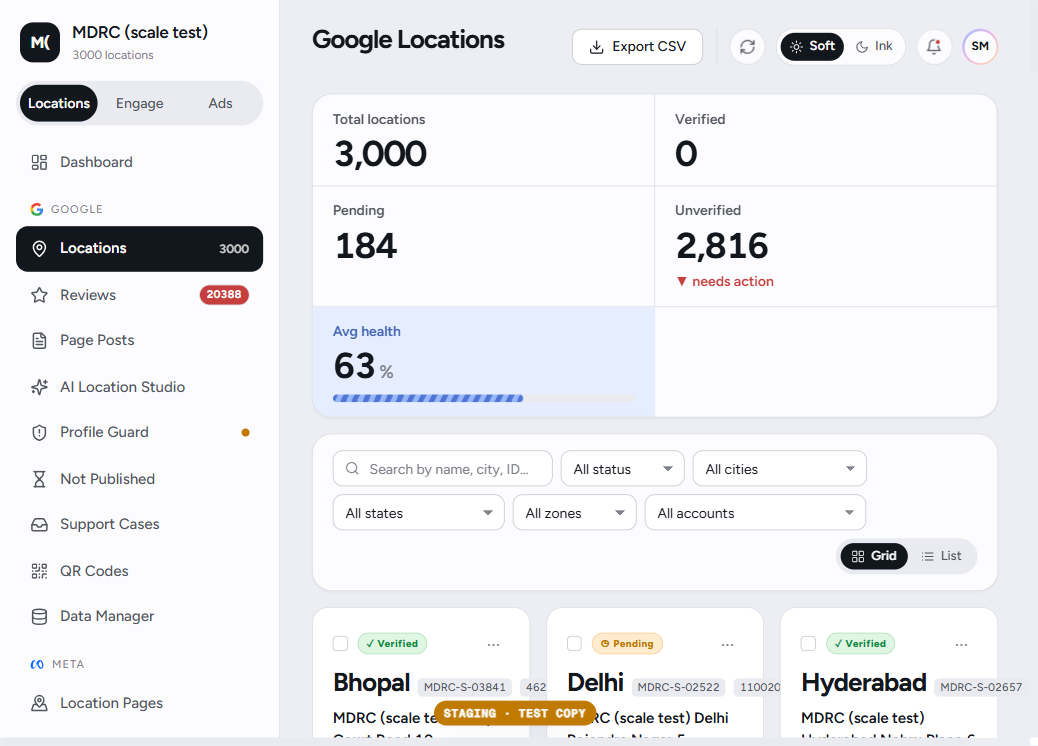 M(
MDRC (scale test)
3000 locations
Locations
Engage
Ads
Dashboard
GOOGLE
Locations
3000
Reviews
20388
Page Posts
AI Location Studio
Profile Guard
Not Published
Support Cases
QR Codes
Data Manager
META
Location Pages
Google Locations
Export CSV
Soft
Ink
SM
Total locations
3,000
Verified
0
Pending
184
Unverified
2,816
▼ needs action
Avg health
63 %
Search by name, city, ID...
All status
All cities
All states
All zones
All accounts
Grid
List
✓ Verified
...
Bhopal MDRC-S-03841 462
MDRC (scale te
Pending
...
Delhi MDRC-S-02522 110020
(scale test) Delhi
✓ Verified
...
Hyderabad MDRC-S-02657
MDRC (scale test)
STAGING · TEST COPY